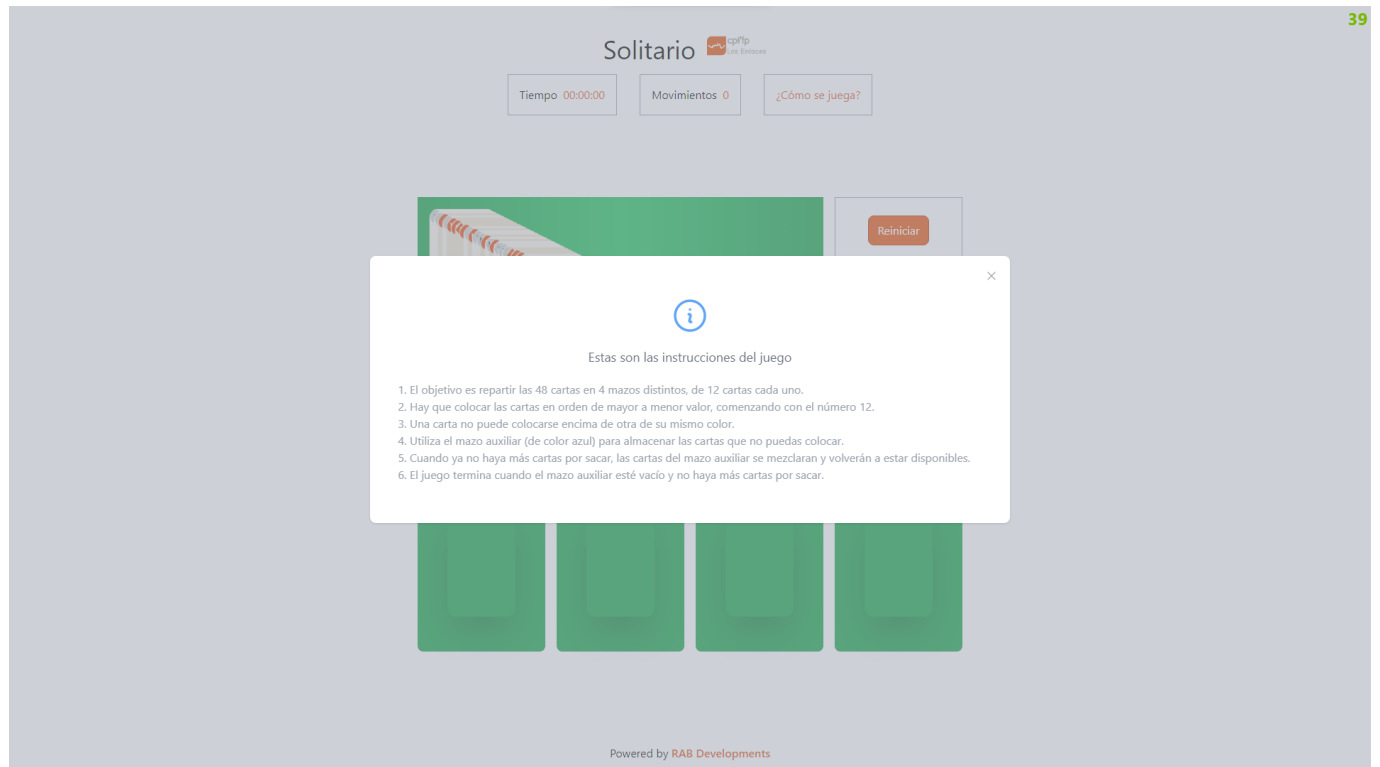 39
Solitario
cpi'fp
Los Enlaces
Tiempo 00:00:00
Movimientos 0
¿Cómo se juega?
Reiniciar
Estas son las instrucciones del juego
1. El objetivo es repartir las 48 cartas en 4 mazos distintos, de 12 cartas cada uno.
2. Hay que colocar las cartas en orden de mayor a menor valor, comenzando con el número 12.
3. Una carta no puede colocarse encima de otra de su mismo color.
4. Utiliza el mazo auxiliar (de color azul) para almacenar las cartas que no puedas colocar.
5. Cuando ya no haya más cartas por sacar, las cartas del mazo auxiliar se mezclaran y volverán a estar disponibles.
6. El juego termina cuando el mazo auxiliar esté vacío y no haya más cartas por sacar.
Powered by RAB Developments